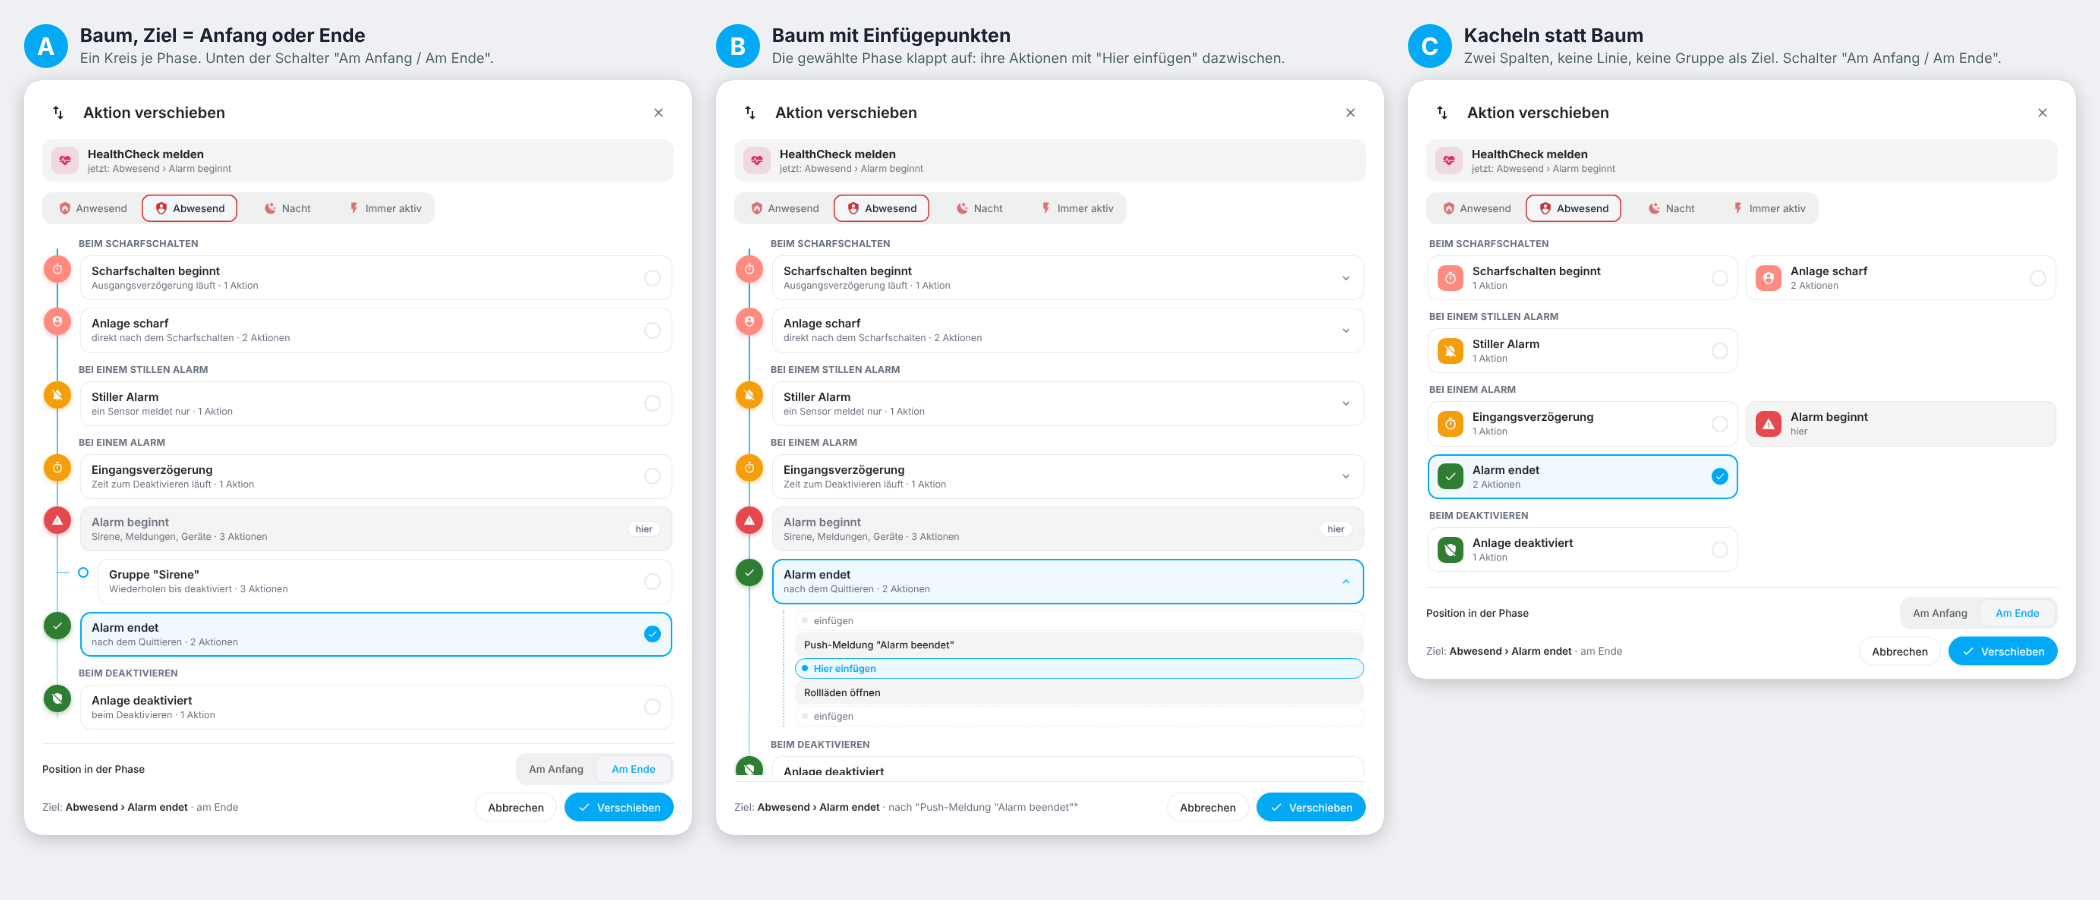 A
Baum, Ziel = Anfang oder Ende
Ein Kreis je Phase. Unten der Schalter "Am Anfang / Am Ende".
Aktion verschieben
HealthCheck melden
jetzt: Abwesend › Alarm beginnt
Anwesend Abwesend Nacht Immer aktiv
BEIM SCHARFSCHALTEN
Scharfschalten beginnt
Ausgangsverzögerung läuft · 1 Aktion
Anlage scharf
direkt nach dem Scharfschalten · 2 Aktionen
BEI EINEM STILLEN ALARM
Stiller Alarm
ein Sensor meldet nur · 1 Aktion
BEI EINEM ALARM
Eingangsverzögerung
Zeit zum Deaktivieren läuft · 1 Aktion
Alarm beginnt
Sirene, Meldungen, Geräte · 3 Aktionen
hier
Gruppe "Sirene"
Wiederholen bis deaktiviert · 3 Aktionen
Alarm endet
nach dem Quittieren · 2 Aktionen
BEIM DEAKTIVIEREN
Anlage deaktiviert
beim Deaktivieren · 1 Aktion
Position in der Phase
Am Anfang Am Ende
Ziel: Abwesend › Alarm endet · am Ende
Abbrechen Verschieben
B
Baum mit Einfügepunkten
Die gewählte Phase klappt auf: ihre Aktionen mit "Hier einfügen" dazwischen.
Aktion verschieben
HealthCheck melden
jetzt: Abwesend › Alarm beginnt
Anwesend Abwesend Nacht Immer aktiv
BEIM SCHARFSCHALTEN
Scharfschalten beginnt
Ausgangsverzögerung läuft · 1 Aktion
Anlage scharf
direkt nach dem Scharfschalten · 2 Aktionen
BEI EINEM STILLEN ALARM
Stiller Alarm
ein Sensor meldet nur · 1 Aktion
BEI EINEM ALARM
Eingangsverzögerung
Zeit zum Deaktivieren läuft · 1 Aktion
Alarm beginnt
Sirene, Meldungen, Geräte · 3 Aktionen
hier
Alarm endet
nach dem Quittieren · 2 Aktionen
einfügen
Push-Meldung "Alarm beendet"
Hier einfügen
Rollläden öffnen
einfügen
BEIM DEAKTIVIEREN
Anlage deaktiviert
Ziel: Abwesend › Alarm endet · nach "Push-Meldung "Alarm beendet""
Abbrechen Verschieben
C
Kacheln statt Baum
Zwei Spalten, keine Linie, keine Gruppe als Ziel. Schalter "Am Anfang / Am Ende".
Aktion verschieben
HealthCheck melden
jetzt: Abwesend › Alarm beginnt
Anwesend Abwesend Nacht Immer aktiv
BEIM SCHARFSCHALTEN
Scharfschalten beginnt
1 Aktion
Anlage scharf
2 Aktionen
BEI EINEM STILLEN ALARM
Stiller Alarm
1 Aktion
BEI EINEM ALARM
Eingangsverzögerung
1 Aktion
Alarm beginnt
hier
Alarm endet
2 Aktionen
BEIM DEAKTIVIEREN
Anlage deaktiviert
1 Aktion
Position in der Phase
Am Anfang Am Ende
Ziel: Abwesend › Alarm endet · am Ende
Abbrechen Verschieben